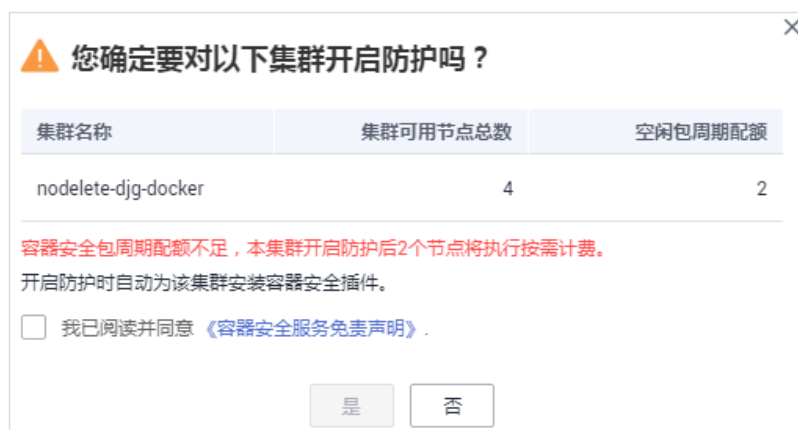 您确定要对以下集群开启防护吗？
集群名称 集群可用节点总数 空闲包周期配额
nodelete-djg-docker 4 2
容器安全包周期配额不足，本集群开启防护后2个节点将执行按需计费。
开启防护时自动为该集群安装容器安全插件。
我已阅读并同意 《容器安全服务免责声明》.
是 否